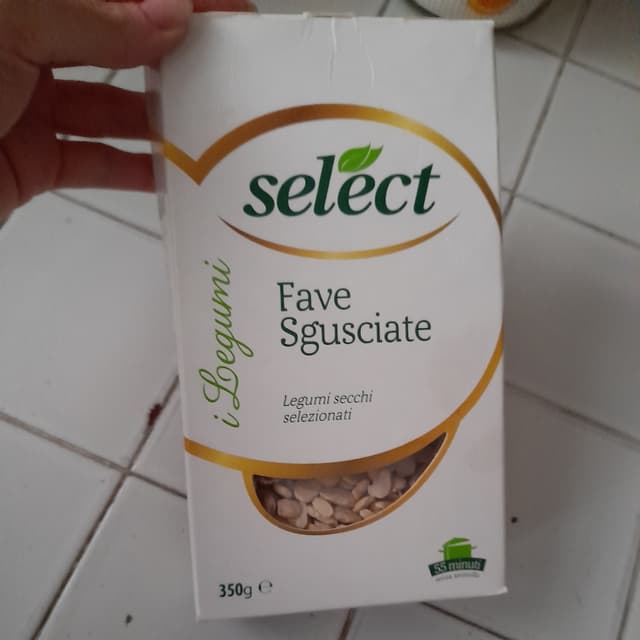 select
i Legumi
Fave
Sgusciate
Legumi secchi
selezionati
55 minuti
350g ℮